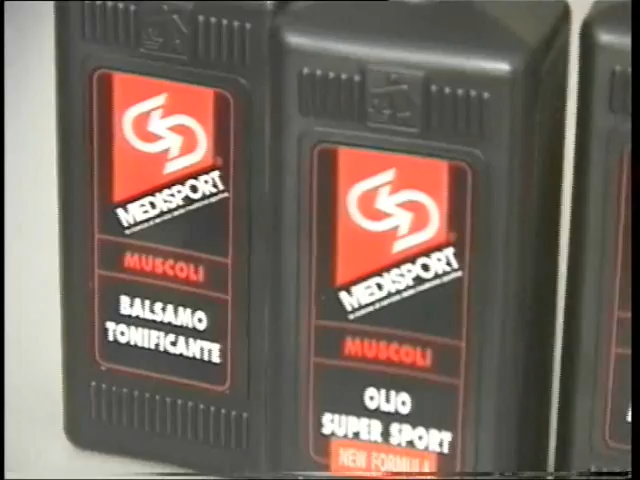 MEDISPORT
MUSCOLI
BALSAMO
TONIFICANTE
MEDISPORT
MUSCOLI
OLIO
SUPER SPORT
NEW FORMULA